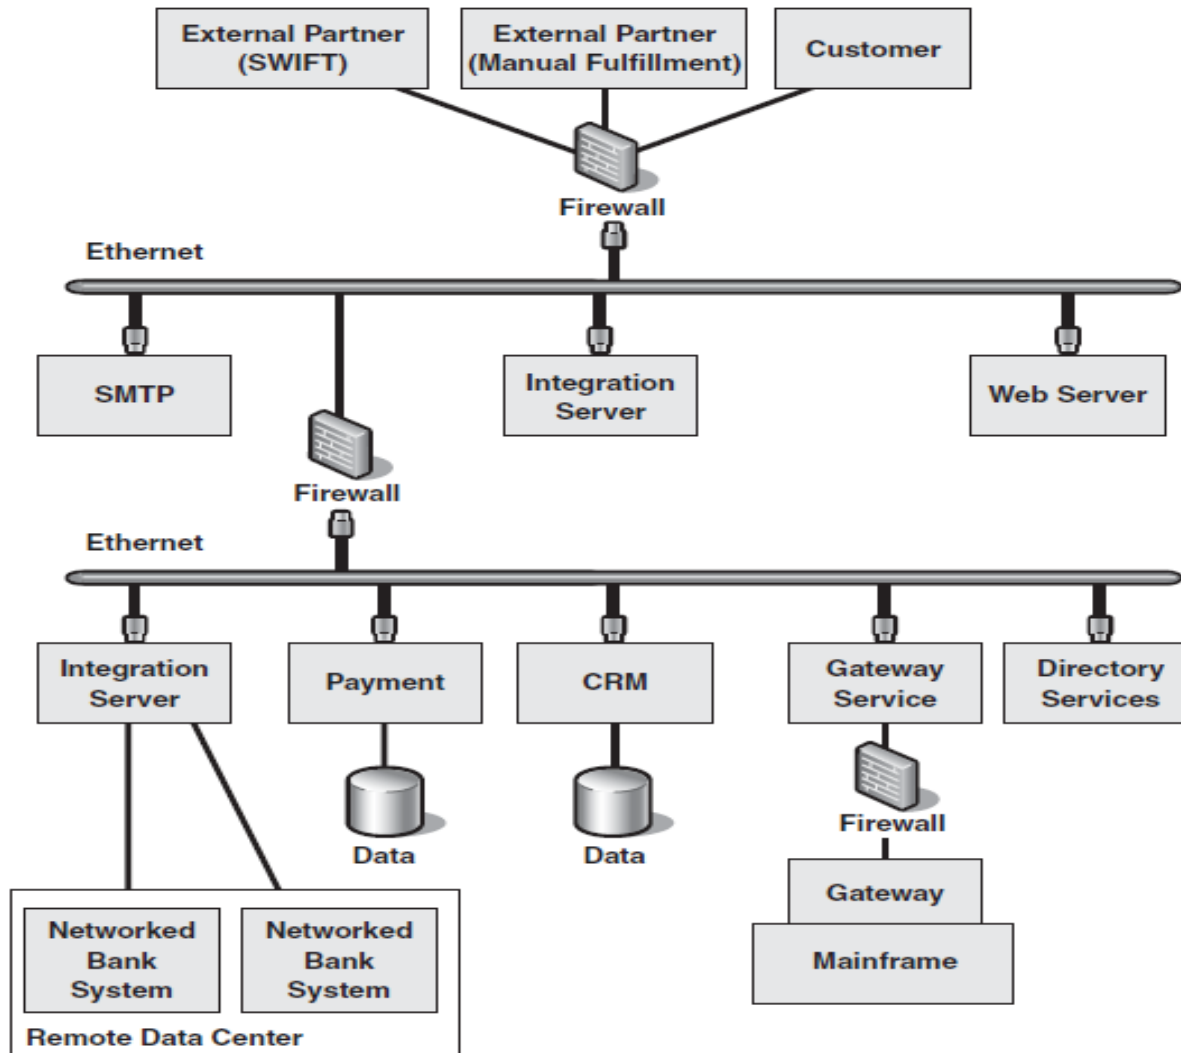 External Partner
(SWIFT)
External Partner
(Manual Fulfillment)
Customer
Firewall
Ethernet
SMTP
Integration
Server
Web Server
Firewall
Ethernet
Integration
Server
Payment
CRM
Gateway
Service
Directory
Services
Data
Data
Firewall
Gateway
Mainframe
Networked
Bank
System
Networked
Bank
System
Remote Data Center